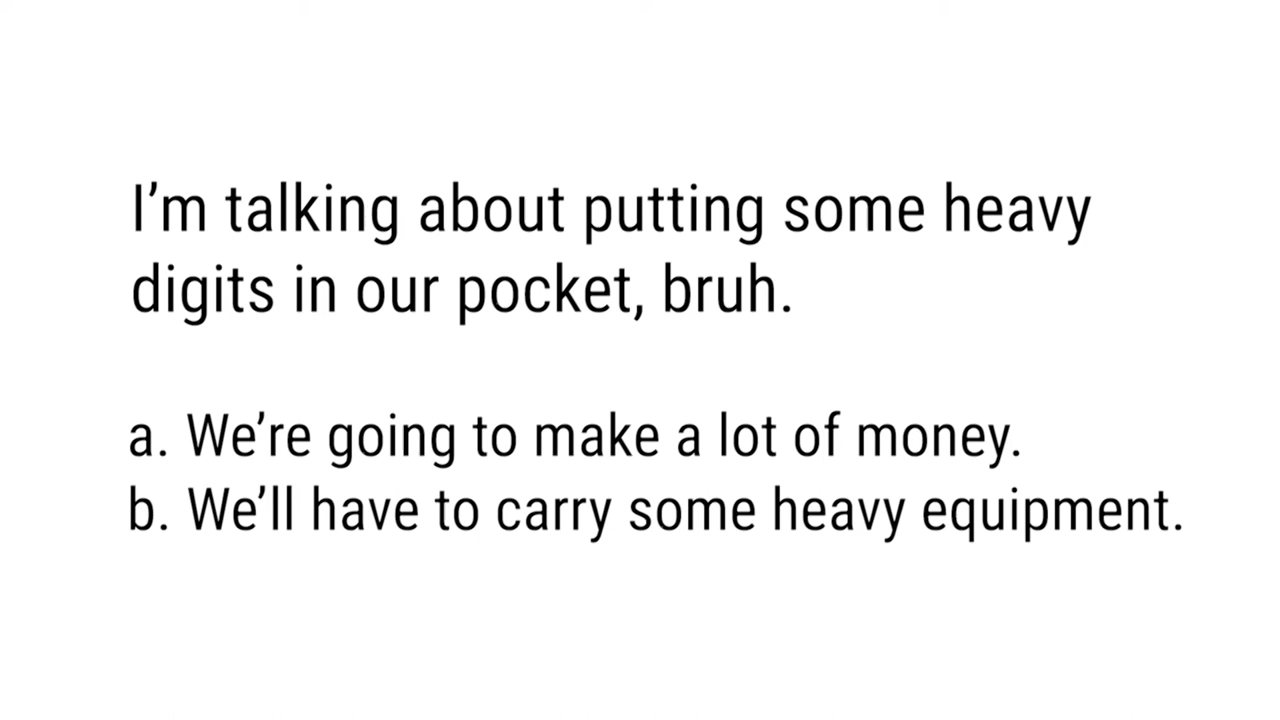 I’m talking about putting some heavy
digits in our pocket, bruh.
a. We’re going to make a lot of money.
b. We’ll have to carry some heavy equipment.